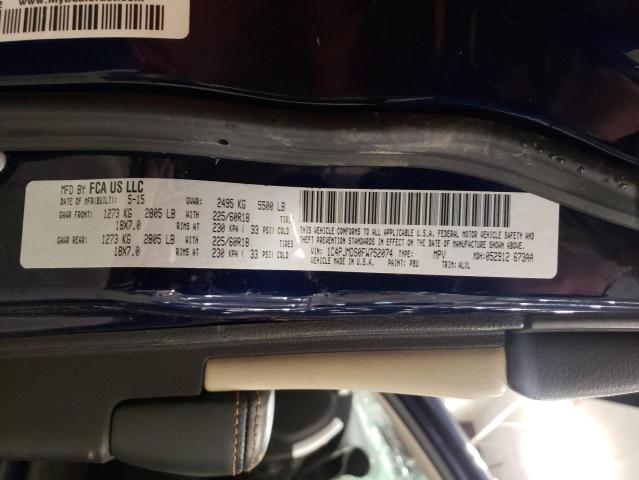 MFD BY FCA US LLC
DATE OF MFR(BUILT): 5-15 GVWR: 2495 KG 5500 LB
GAWR FRONT: 1273 KG 2805 LB WITH 225/60R18 TIRES
18X7.0 RIMS AT 230 KPA ( 33 PSI) COLD
GAWR REAR: 1273 KG 2805 LB WITH 225/60R18 TIRES
18X7.0 RIMS AT 230 KPA ( 33 PSI) COLD
THIS VEHICLE CONFORMS TO ALL APPLICABLE U.S.A. FEDERAL MOTOR VEHICLE SAFETY AND
THEFT PREVENTION STANDARDS IN EFFECT ON THE DATE OF MANUFACTURE SHOWN ABOVE.
VIN: 1C4PJMDS0FW752074 TYPE: MPV MDH:052912 673AA
VEHICLE MADE IN U.S.A. PAINT: PBU TRIM: ALXL